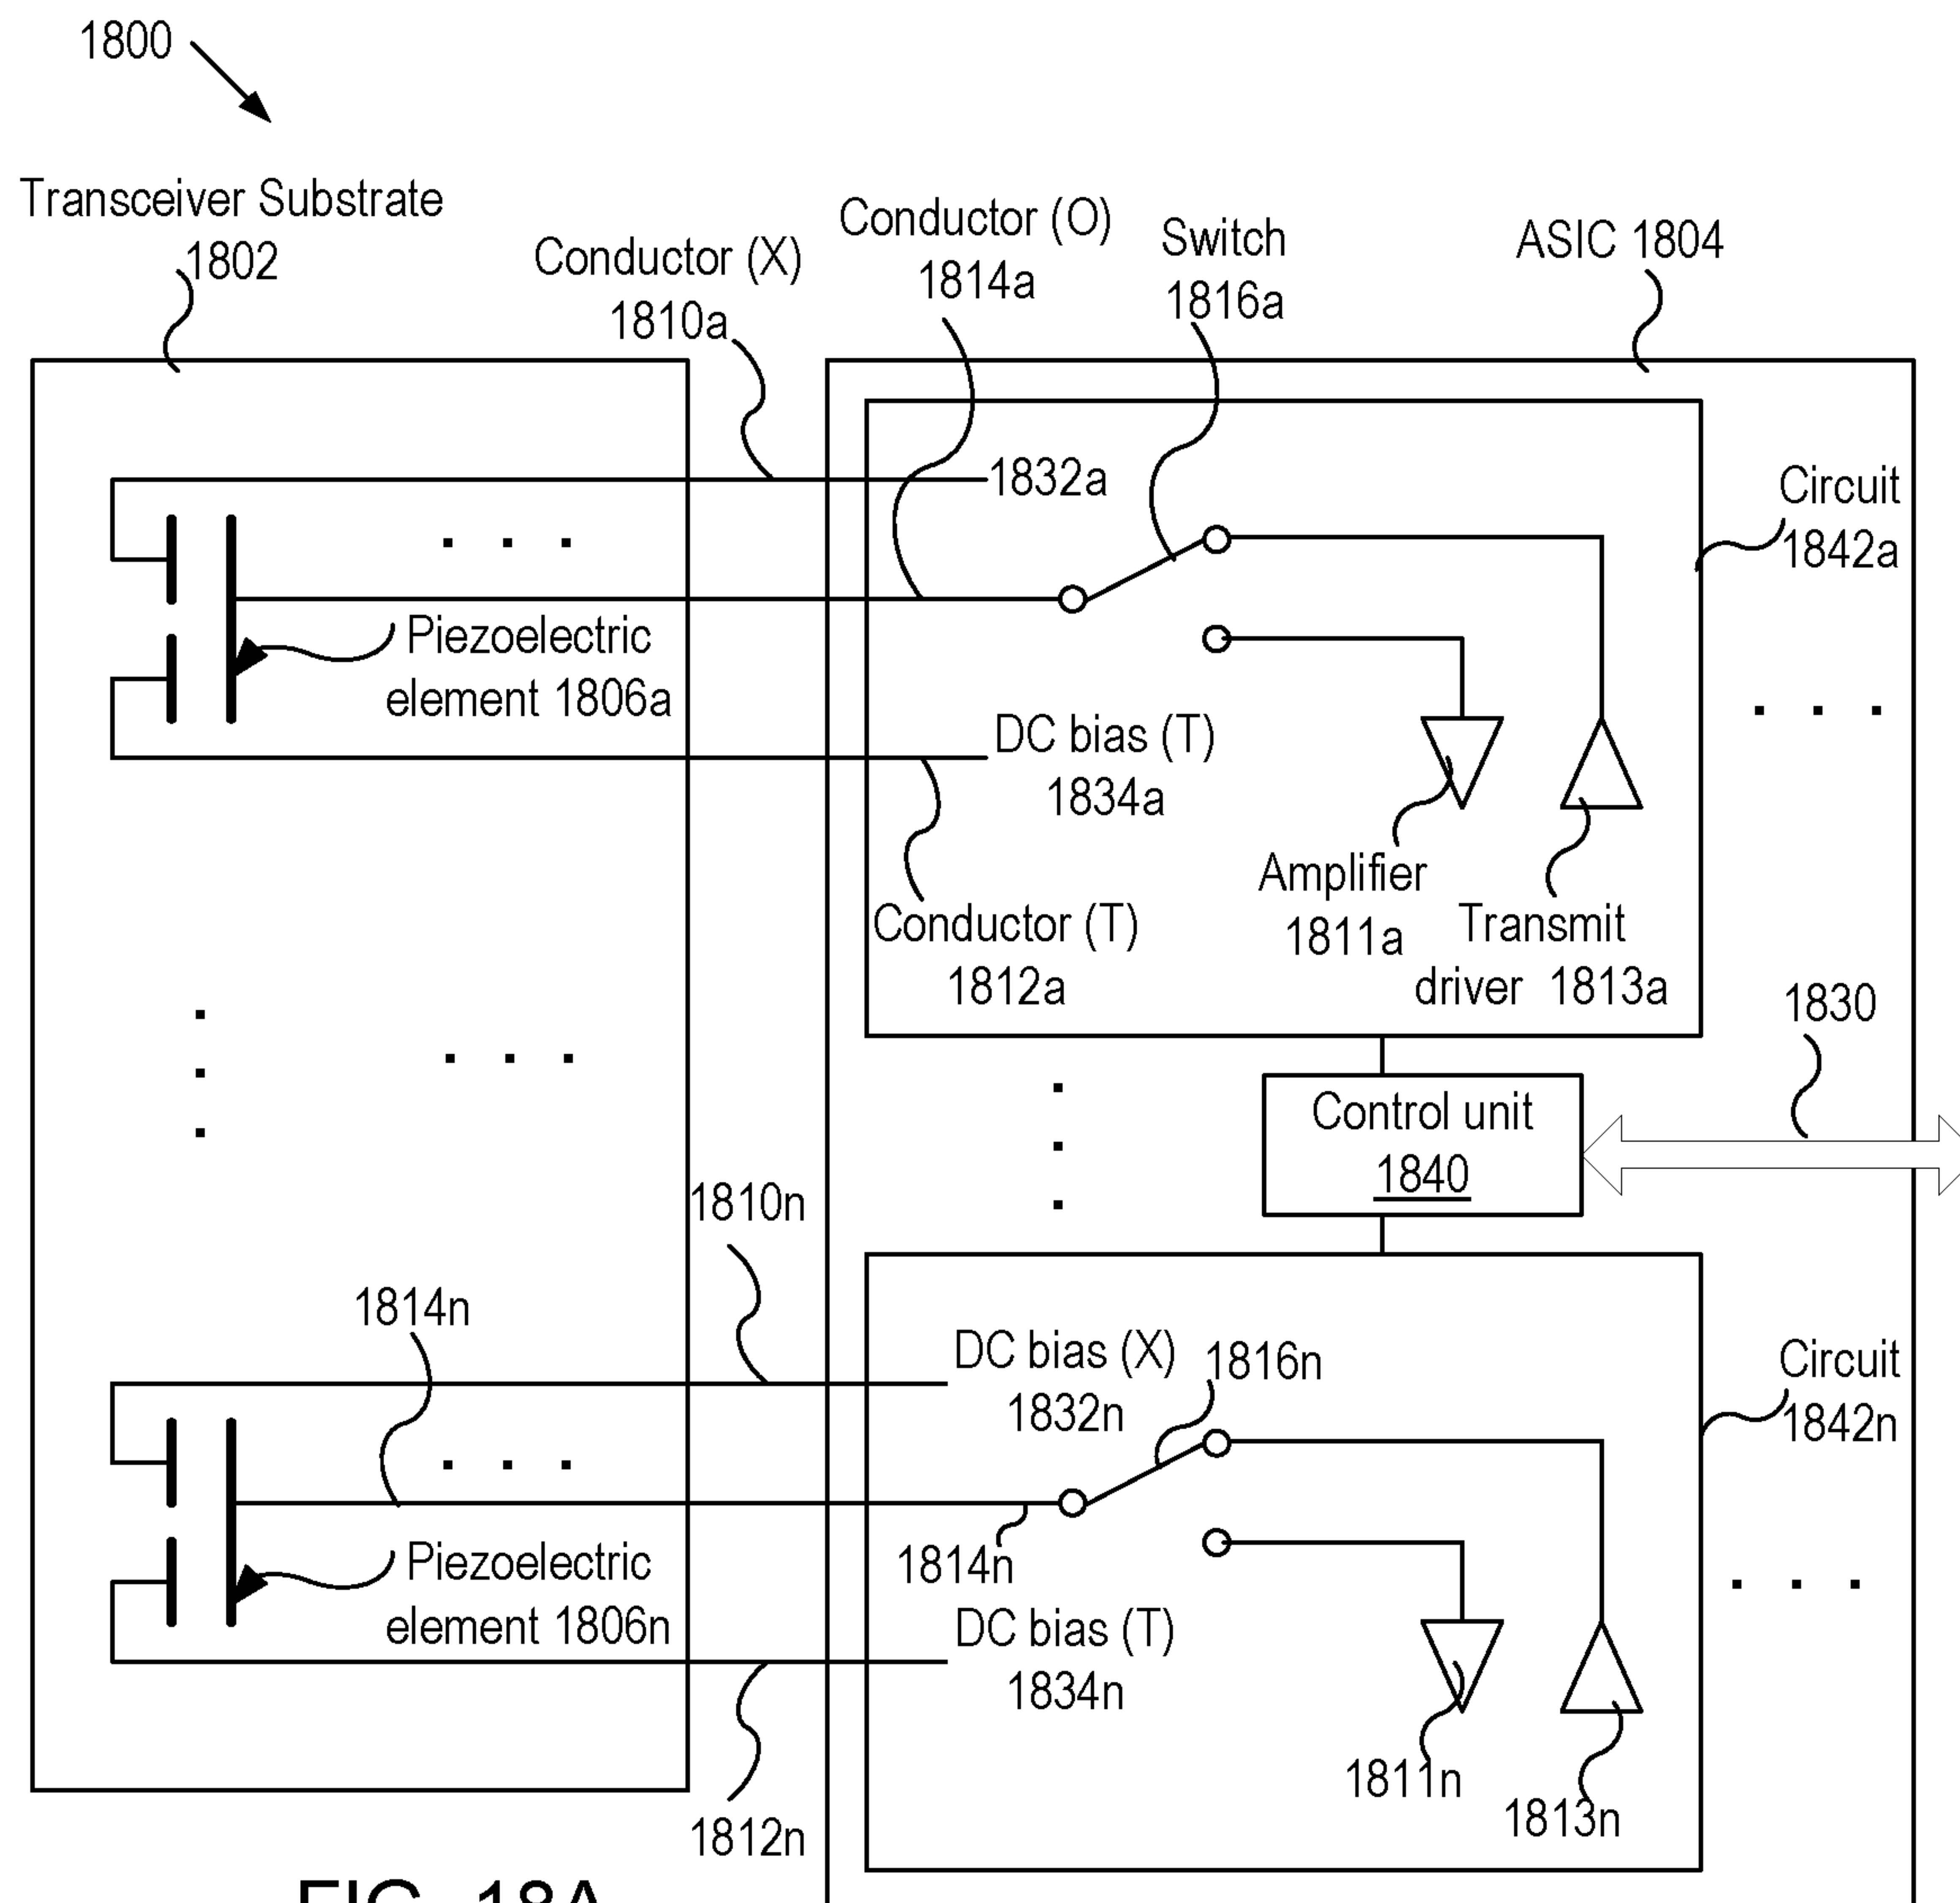 1800
Transceiver Substrate
1802
Conductor (X)
1810a
Conductor (O)
1814a
Switch
1816a
ASIC 1804
1832a
Circuit
1842a
Piezoelectric
element 1806a
DC bias (T)
1834a
Amplifier
1811a
Conductor (T)
1812a
Transmit
driver 1813a
1830
Control unit
1840
1810n
1814n
DC bias (X)
1832n
1816n
Circuit
1842n
1814n
Piezoelectric
element 1806n
DC bias (T)
1834n
1811n
1813n
1812n
FIG. 18A